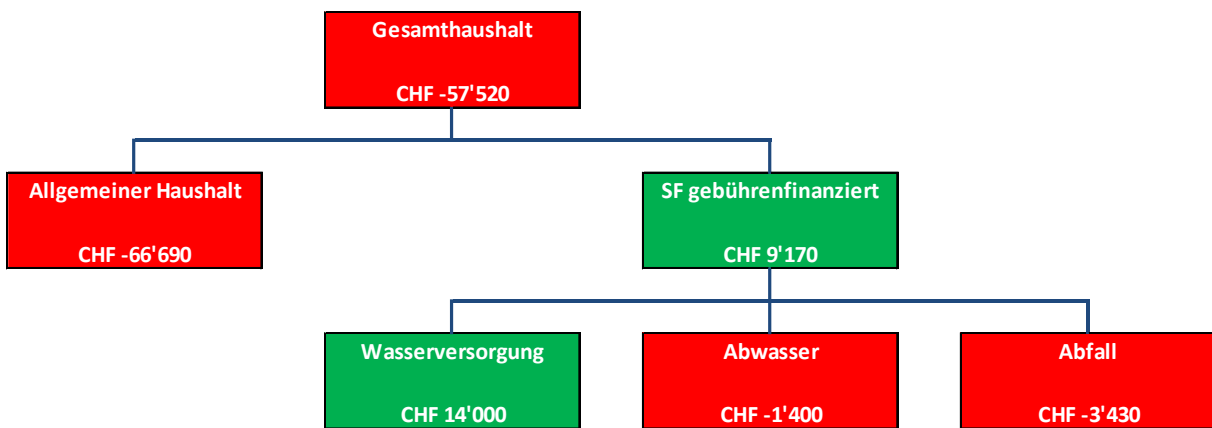 Gesamthaushalt
CHF -57'520
Allgemeiner Haushalt
CHF -66'690
SF gebührenfinanziert
CHF 9'170
Wasserversorgung
CHF 14'000
Abwasser
CHF -1'400
Abfall
CHF -3'430